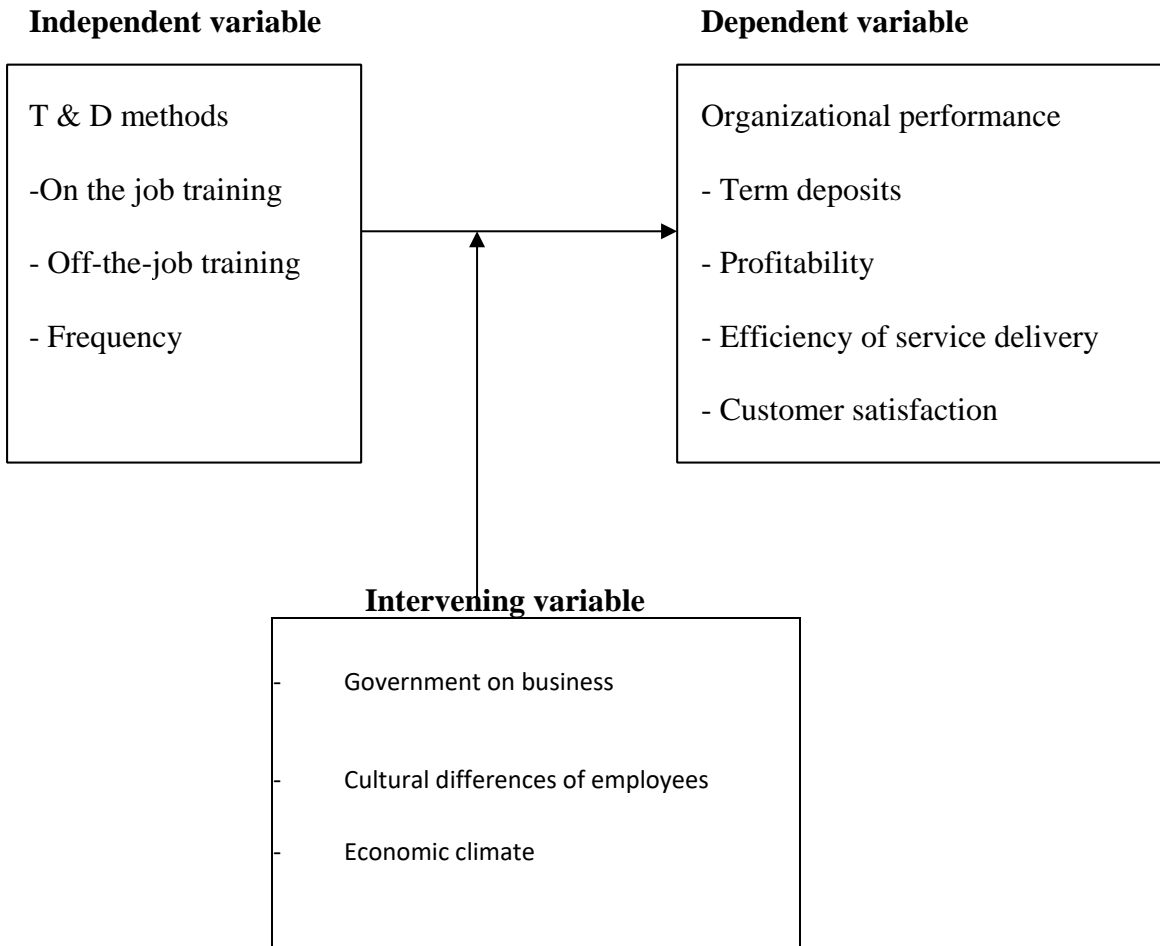 Independent variable
T & D methods
-On the job training
- Off-the-job training
- Frequency
Dependent variable
Organizational performance
- Term deposits
- Profitability
- Efficiency of service delivery
- Customer satisfaction
Intervening variable
- Government on business
- Cultural differences of employees
- Economic climate